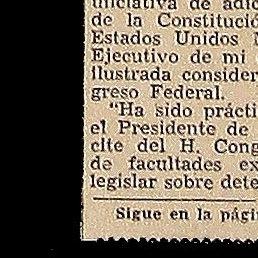 iniciativa de adic
de la Constitució
Estados Unidos M
Ejecutivo de mi
ilustrada consider
greso Federal.
"Ha sido prácti
el Presidente de
cite del H. Cong
de facultades ex
legislar sobre dete
Sigue en la pági